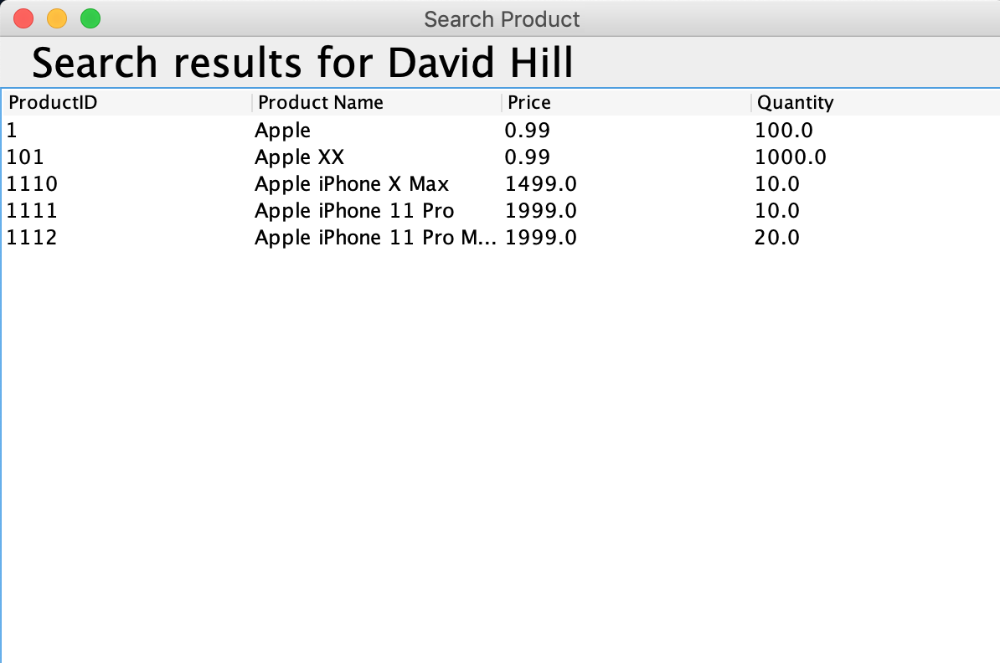 Search Product
Search results for David Hill
ProductID Product Name Price Quantity
1 Apple 0.99 100.0
101 Apple XX 0.99 1000.0
1110 Apple iPhone X Max 1499.0 10.0
1111 Apple iPhone 11 Pro 1999.0 10.0
1112 Apple iPhone 11 Pro M... 1999.0 20.0